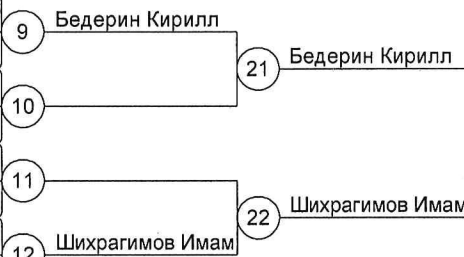 9 Бедерин Кирилл
21 Бедерин Кирилл
10
11
22 Шихрагимов Имам
12 Шихрагимов Имам